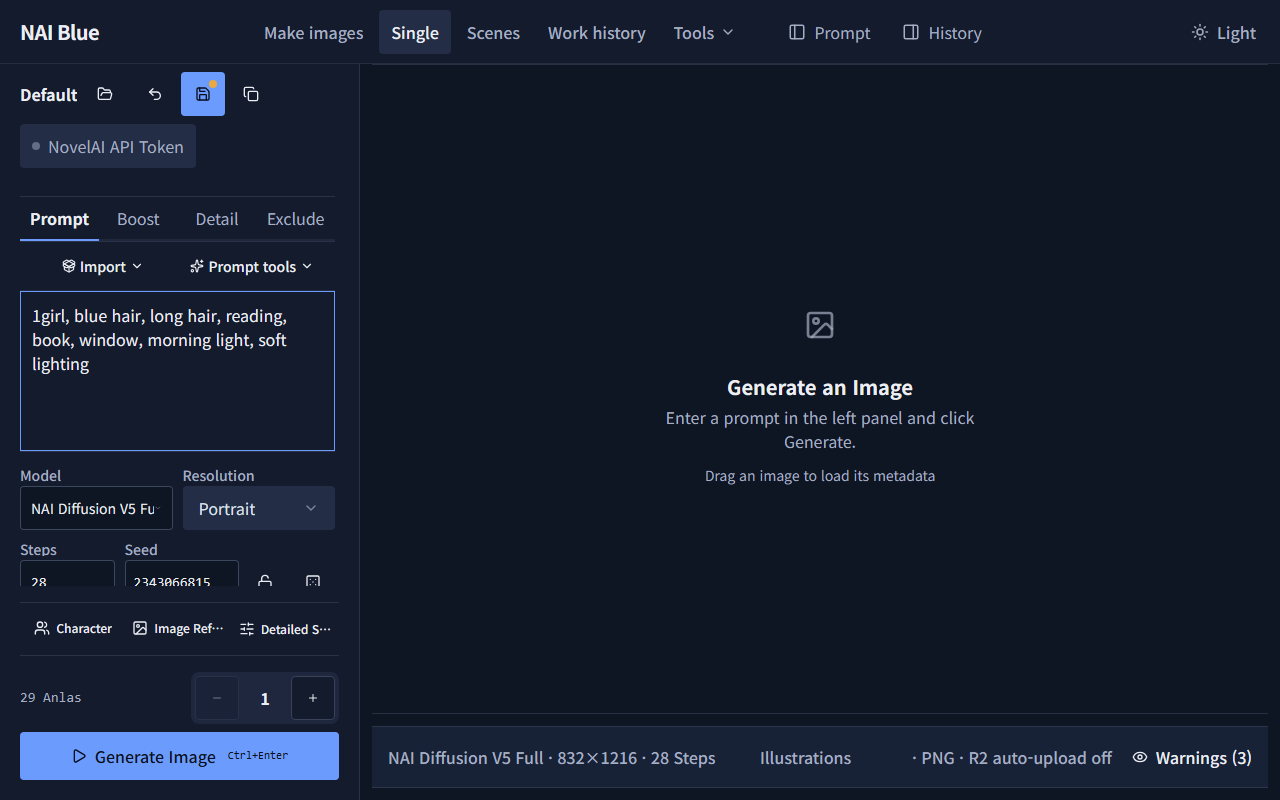 NAI Blue
Make images
Single
Scenes
Work history
Tools
Prompt
History
Light
Default
NovelAI API Token
Prompt
Boost
Detail
Exclude
Import
Prompt tools
1girl, blue hair, long hair, reading,
book, window, morning light, soft
lighting
Model
Resolution
NAI Diffusion V5 Fu
Portrait
Steps
Seed
28
2343066815
Character
Image Ref···
Detailed S···
29 Anlas
1
Generate Image Ctrl+Enter
Generate an Image
Enter a prompt in the left panel and click
Generate.
Drag an image to load its metadata
NAI Diffusion V5 Full · 832×1216 · 28 Steps
Illustrations
· PNG · R2 auto-upload off
Warnings (3)